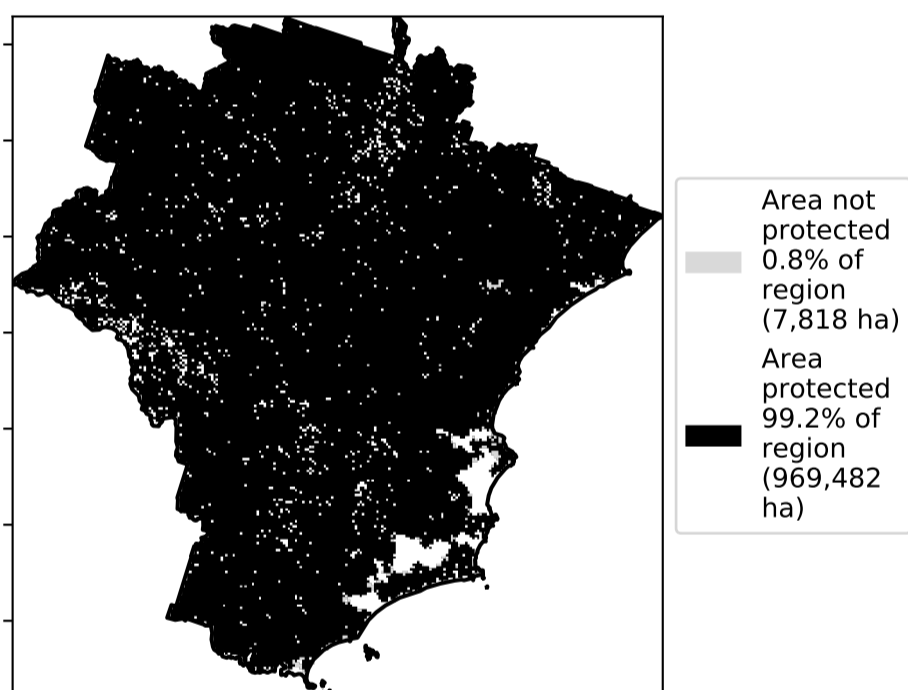 Area not
protected
0.8% of
region
(7,818 ha)
Area
protected
99.2% of
region
(969,482
ha)